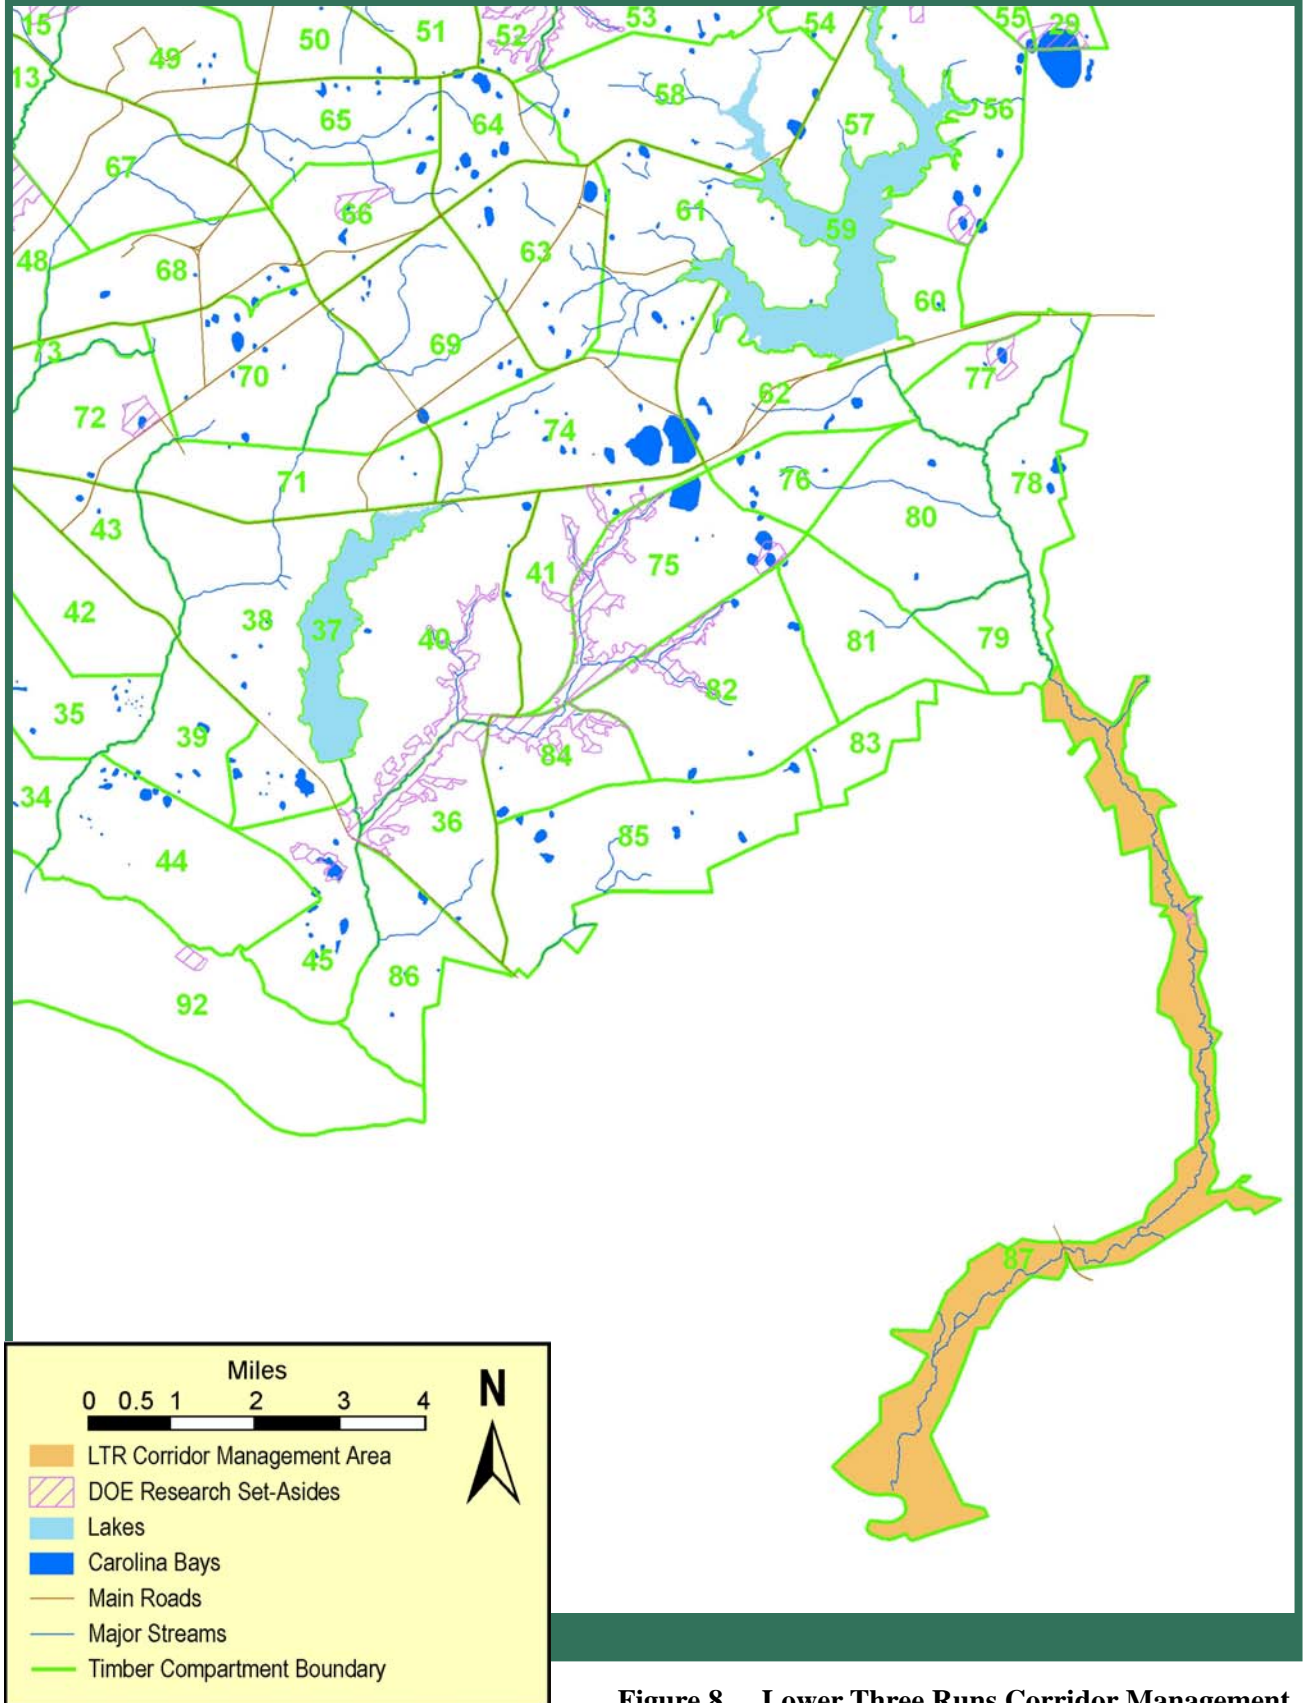 15 49 50 51 52 53 54 55 29
13 65 64 58 57 56
67 66 63 61 59
48 68 60
73 70 69 62 77
72 74
71 76 78
43 41 75 80
42 38 37 40 81 79
35 39 82
34 36 84 83
44 85
45 86
92
87
Miles
0 0.5 1 2 3 4
N
LTR Corridor Management Area
DOE Research Set-Asides
Lakes
Carolina Bays
Main Roads
Major Streams
Timber Compartment Boundary
Figure 8. Lower Three Runs Corridor Management